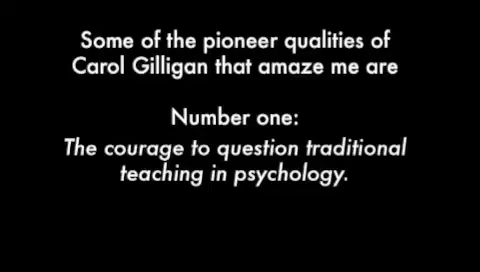 Some of the pioneer qualities of
Carol Gilligan that amaze me are
Number one:
The courage to question traditional
teaching in psychology.